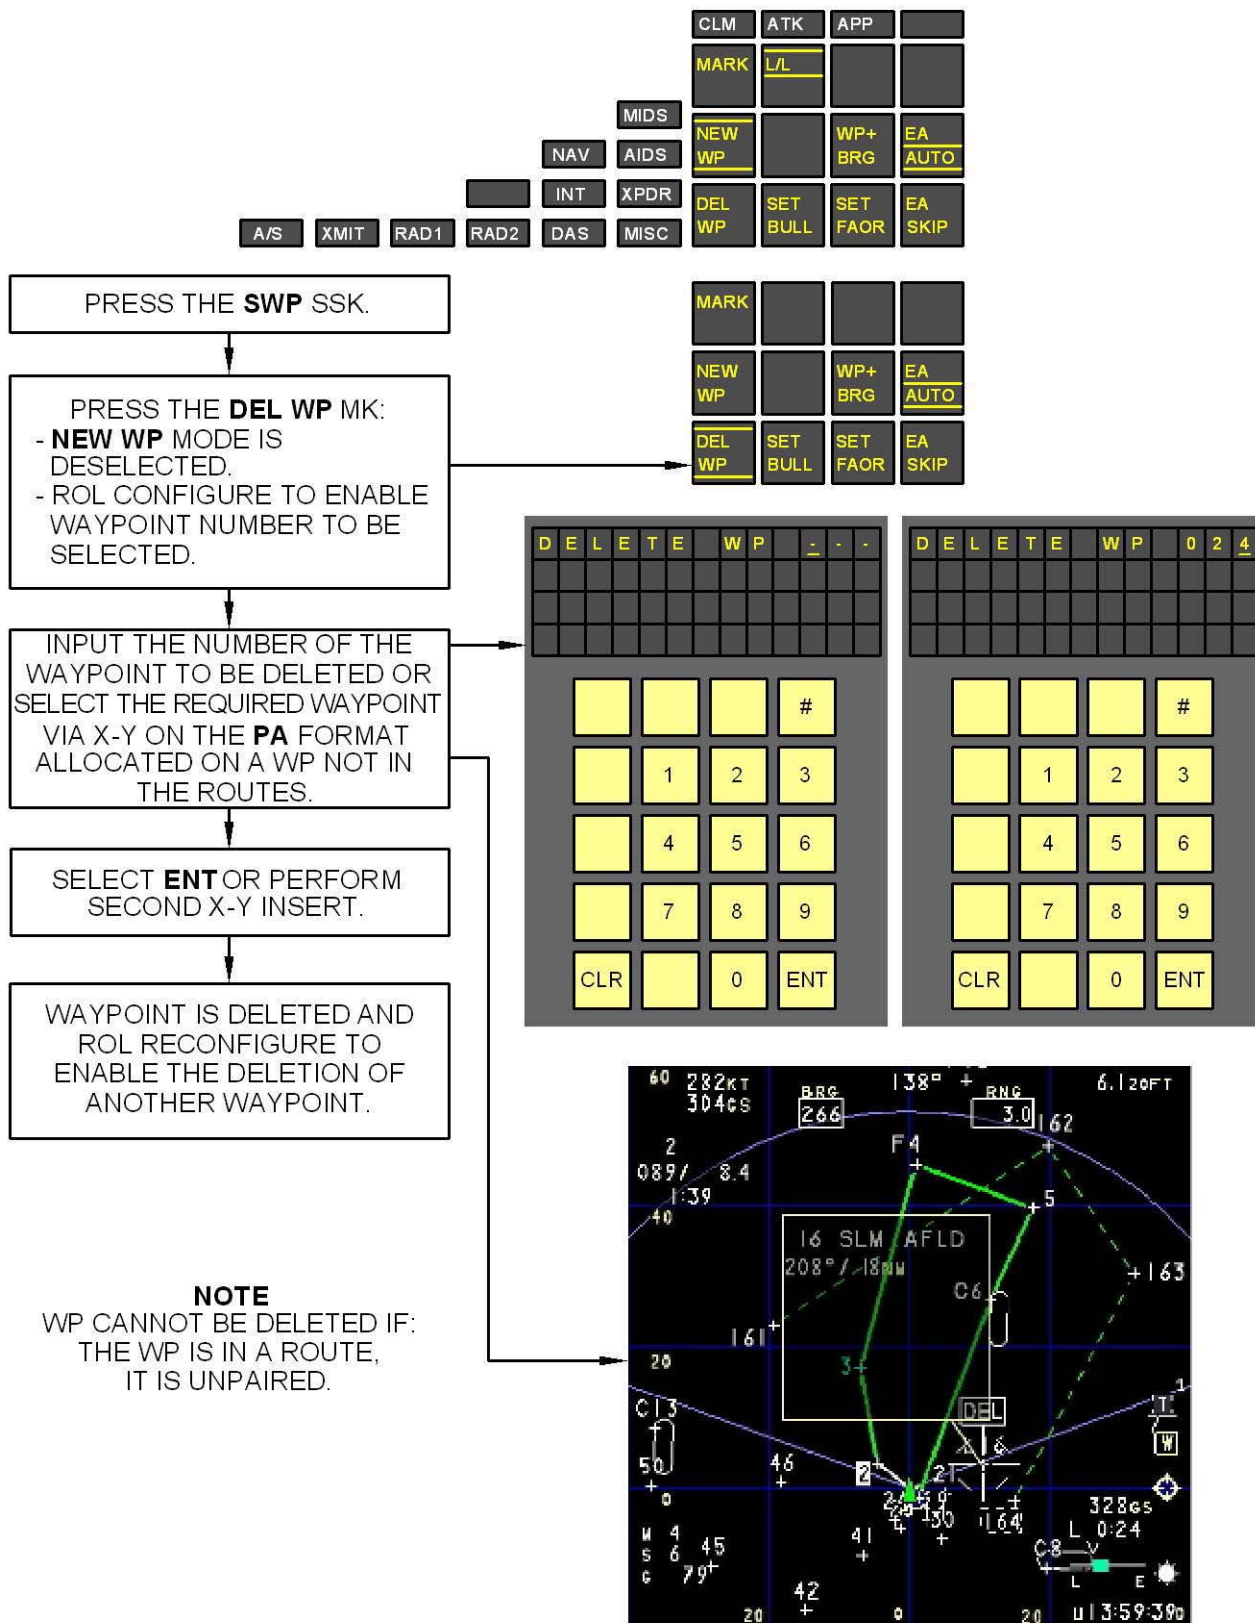 CLM ATK APP
MARK L/L
MIDS
NEW WP WP+ BRG EA AUTO
NAV AIDS
INT XPDR
DEL WP SET BULL SET FAOR EA SKIP
A/S XMIT RAD1 RAD2 DAS MISC
PRESS THE SWP SSK.
MARK
NEW WP WP+ BRG EA AUTO
DEL WP SET BULL SET FAOR EA SKIP
PRESS THE DEL WP MK:
- NEW WP MODE IS
DESELECTED.
- ROL CONFIGURE TO ENABLE
WAYPOINT NUMBER TO BE
SELECTED.
DELETE WP ---
DELETE WP 024
INPUT THE NUMBER OF THE
WAYPOINT TO BE DELETED OR
SELECT THE REQUIRED WAYPOINT
VIA X-Y ON THE PA FORMAT
ALLOCATED ON A WP NOT IN
THE ROUTES.
#
1 2 3
4 5 6
7 8 9
CLR 0 ENT
#
1 2 3
4 5 6
7 8 9
CLR 0 ENT
SELECT ENT OR PERFORM
SECOND X-Y INSERT.
WAYPOINT IS DELETED AND
ROL RECONFIGURE TO
ENABLE THE DELETION OF
ANOTHER WAYPOINT.
NOTE
WP CANNOT BE DELETED IF:
THE WP IS IN A ROUTE,
IT IS UNPAIRED.
60 282KT BRG 138° RNG 6.120FT
304GS 266 3.0 162
2 F4
089/ 8.4
1:39 5
40
16 SLM AFLD
208°/ 18NM 163
C6
161
20 3
C13 DEL 1
T
X 16 W
50 46 2 21
0 328GS
30 164 L 0:24
M 4 41
S 6 45 C8
G 79 L E
42
20 0 20 13:59:39